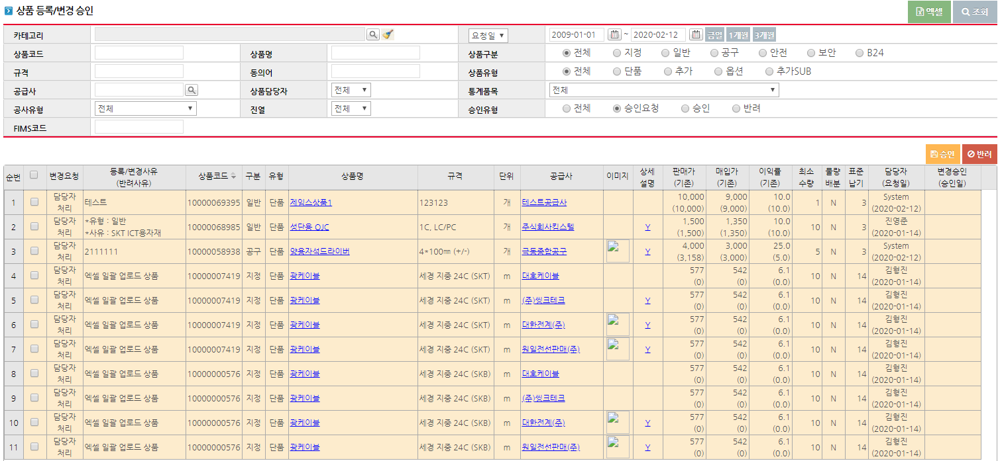 상품 등록/변경 승인
엑셀 조회
카테고리 요청일 2009-01-01 ~ 2020-02-12 금일 1개월 3개월
상품코드 상품명 상품구분 전체 지정 일반 공구 안전 보안 B24
규격 동의어 상품유형 전체 단품 추가 옵션 추가SUB
공급사 상품담당자 전체 통계품목 전체
공사유형 전체 진열 전체 승인유형 전체 승인요청 승인 반려
FIMS코드
승인 반려
순번 변경요청 등록/변경사유 (반려사유) 상품코드 구분 유형 상품명 규격 단위 공급사 이미지 상세 설명 판매가 (기존) 매입가 (기존) 이익률 (기존) 최소 수량 물량 배분 표준 납기 담당자 (요청일) 변경승인 (승인일)
1 담당자 처리 테스트 10000069395 일반 단품 제임스상품1 123123 개 테스트공급사 10,000 (10,000) 9,000 (9,000) 10.0 (10.0) 1 N 3 System (2020-02-12)
2 담당자 처리 *유형 : 일반 *사유 : SKT ICT용자재 10000068985 일반 단품 성단용 OJC 1C, LC/PC 개 주식회사킴스텔 Y 1,500 (1,500) 1,350 (1,350) 10.0 (10.0) 10 N 3 진영준 (2020-01-14)
3 담당자 처리 2111111 10000058938 공구 단품 양용자석드라이버 4*100㎜ (+/-) 개 극동종합공구 Y 4,000 (3,158) 3,000 (3,000) 25.0 (5.0) 5 N 3 System (2020-02-12)
4 담당자 처리 엑셀 일괄 업로드 상품 10000007419 지정 단품 광케이블 세경 지중 24C (SKT) m 대호케이블 577 (0) 542 (0) 6.1 (0.0) 10 N 14 김형진 (2020-01-14)
5 담당자 처리 엑셀 일괄 업로드 상품 10000007419 지정 단품 광케이블 세경 지중 24C (SKT) m (주)씽크테크 Y 577 (0) 542 (0) 6.1 (0.0) 10 N 14 김형진 (2020-01-14)
6 담당자 처리 엑셀 일괄 업로드 상품 10000007419 지정 단품 광케이블 세경 지중 24C (SKT) m 대한전계(주) Y 577 (0) 542 (0) 6.1 (0.0) 10 N 14 김형진 (2020-01-14)
7 담당자 처리 엑셀 일괄 업로드 상품 10000007419 지정 단품 광케이블 세경 지중 24C (SKT) m 원일전선판매(주) Y 577 (0) 542 (0) 6.1 (0.0) 10 N 14 김형진 (2020-01-14)
8 담당자 처리 엑셀 일괄 업로드 상품 10000000576 지정 단품 광케이블 세경 지중 24C (SKB) m 대호케이블 577 (0) 542 (0) 6.1 (0.0) 10 N 14 김형진 (2020-01-14)
9 담당자 처리 엑셀 일괄 업로드 상품 10000000576 지정 단품 광케이블 세경 지중 24C (SKB) m (주)씽크테크 577 (0) 542 (0) 6.1 (0.0) 10 N 14 김형진 (2020-01-14)
10 담당자 처리 엑셀 일괄 업로드 상품 10000000576 지정 단품 광케이블 세경 지중 24C (SKB) m 대한전계(주) Y 577 (0) 542 (0) 6.1 (0.0) 10 N 14 김형진 (2020-01-14)
11 담당자 처리 엑셀 일괄 업로드 상품 10000000576 지정 단품 광케이블 세경 지중 24C (SKB) m 원일전선판매(주) Y 577 (0) 542 (0) 6.1 (0.0) 10 N 14 김형진 (2020-01-14)